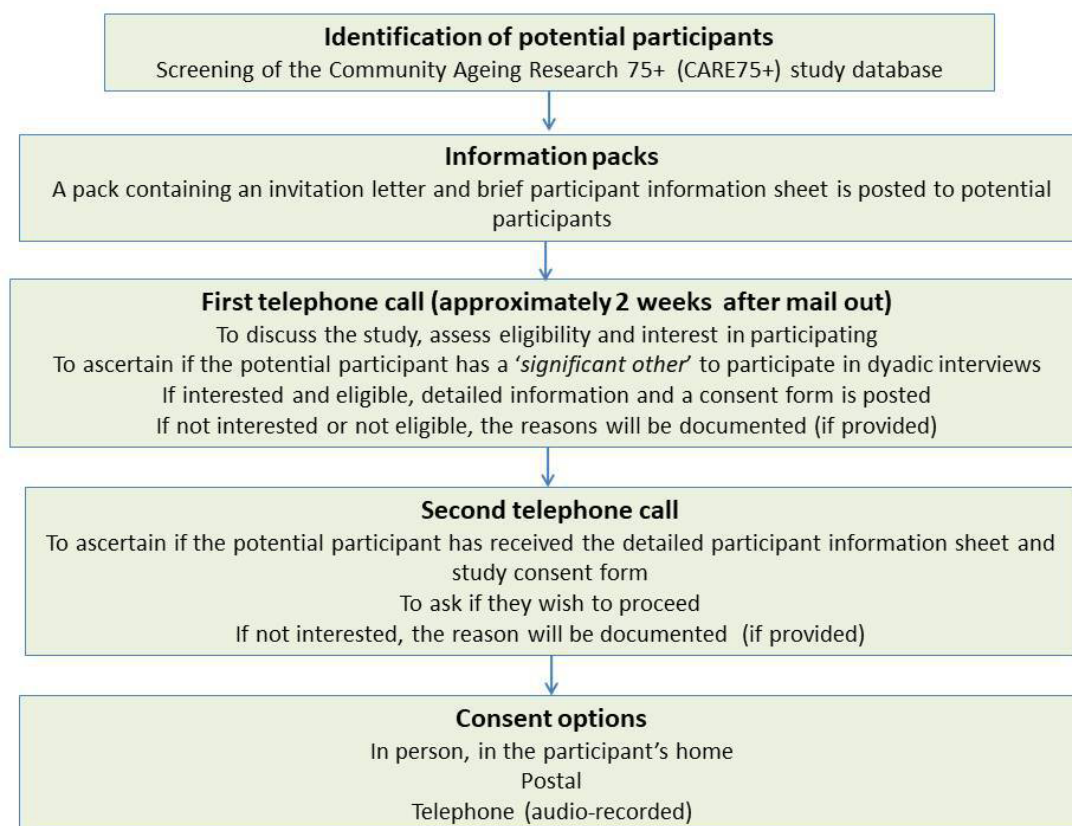 Identification of potential participants
Screening of the Community Ageing Research 75+ (CARE75+) study database
Information packs
A pack containing an invitation letter and brief participant information sheet is posted to potential
participants
First telephone call (approximately 2 weeks after mail out)
To discuss the study, assess eligibility and interest in participating
To ascertain if the potential participant has a ‘significant other’ to participate in dyadic interviews
If interested and eligible, detailed information and a consent form is posted
If not interested or not eligible, the reasons will be documented (if provided)
Second telephone call
To ascertain if the potential participant has received the detailed participant information sheet and
study consent form
To ask if they wish to proceed
If not interested, the reason will be documented (if provided)
Consent options
In person, in the participant’s home
Postal
Telephone (audio-recorded)